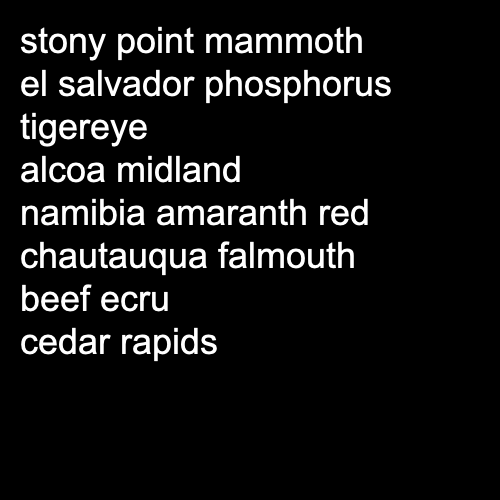 stony point mammoth
el salvador phosphorus
tigereye
alcoa midland
namibia amaranth red
chautauqua falmouth
beef ecru
cedar rapids